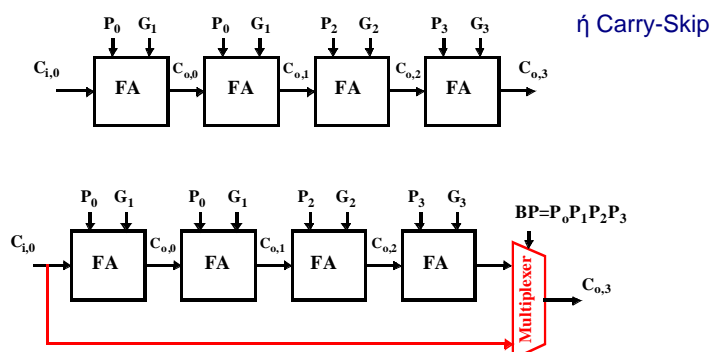 ή Carry-Skip
P0 G1 P0 G1 P2 G2 P3 G3
Ci,0 FA Co,0 FA Co,1 FA Co,2 FA Co,3
P0 G1 P0 G1 P2 G2 P3 G3 BP=PoP1P2P3
Ci,0 FA Co,0 FA Co,1 FA Co,2 FA Multiplexer Co,3